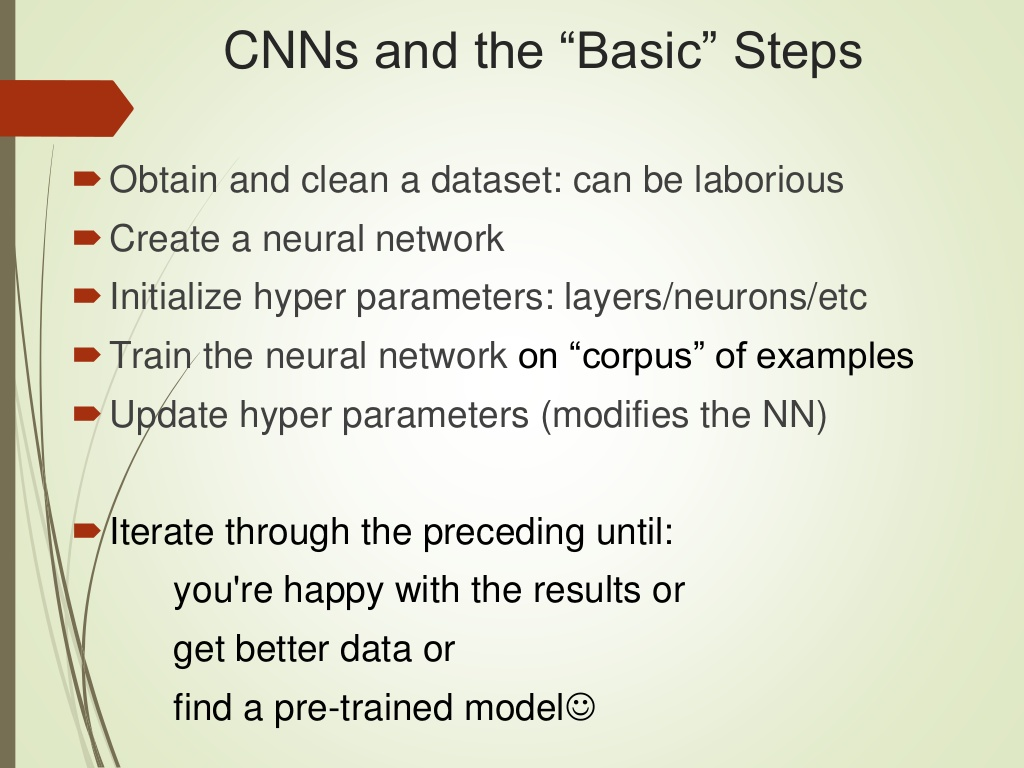 CNNs and the “Basic” Steps
Obtain and clean a dataset: can be laborious
Create a neural network
Initialize hyper parameters: layers/neurons/etc
Train the neural network on “corpus” of examples
Update hyper parameters (modifies the NN)
Iterate through the preceding until:
you're happy with the results or
get better data or
find a pre-trained model☺